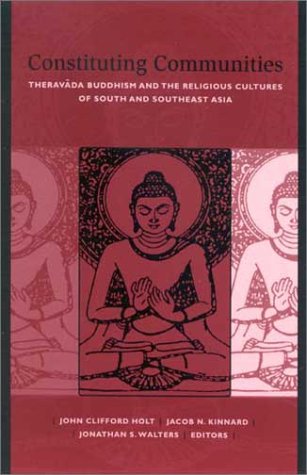 Constituting Communities
THERAVĀDA BUDDHISM AND THE RELIGIOUS CULTURES
OF SOUTH AND SOUTHEAST ASIA
[ JOHN CLIFFORD HOLT | JACOB N. KINNARD ]
[ JONATHAN S. WALTERS | EDITORS ]